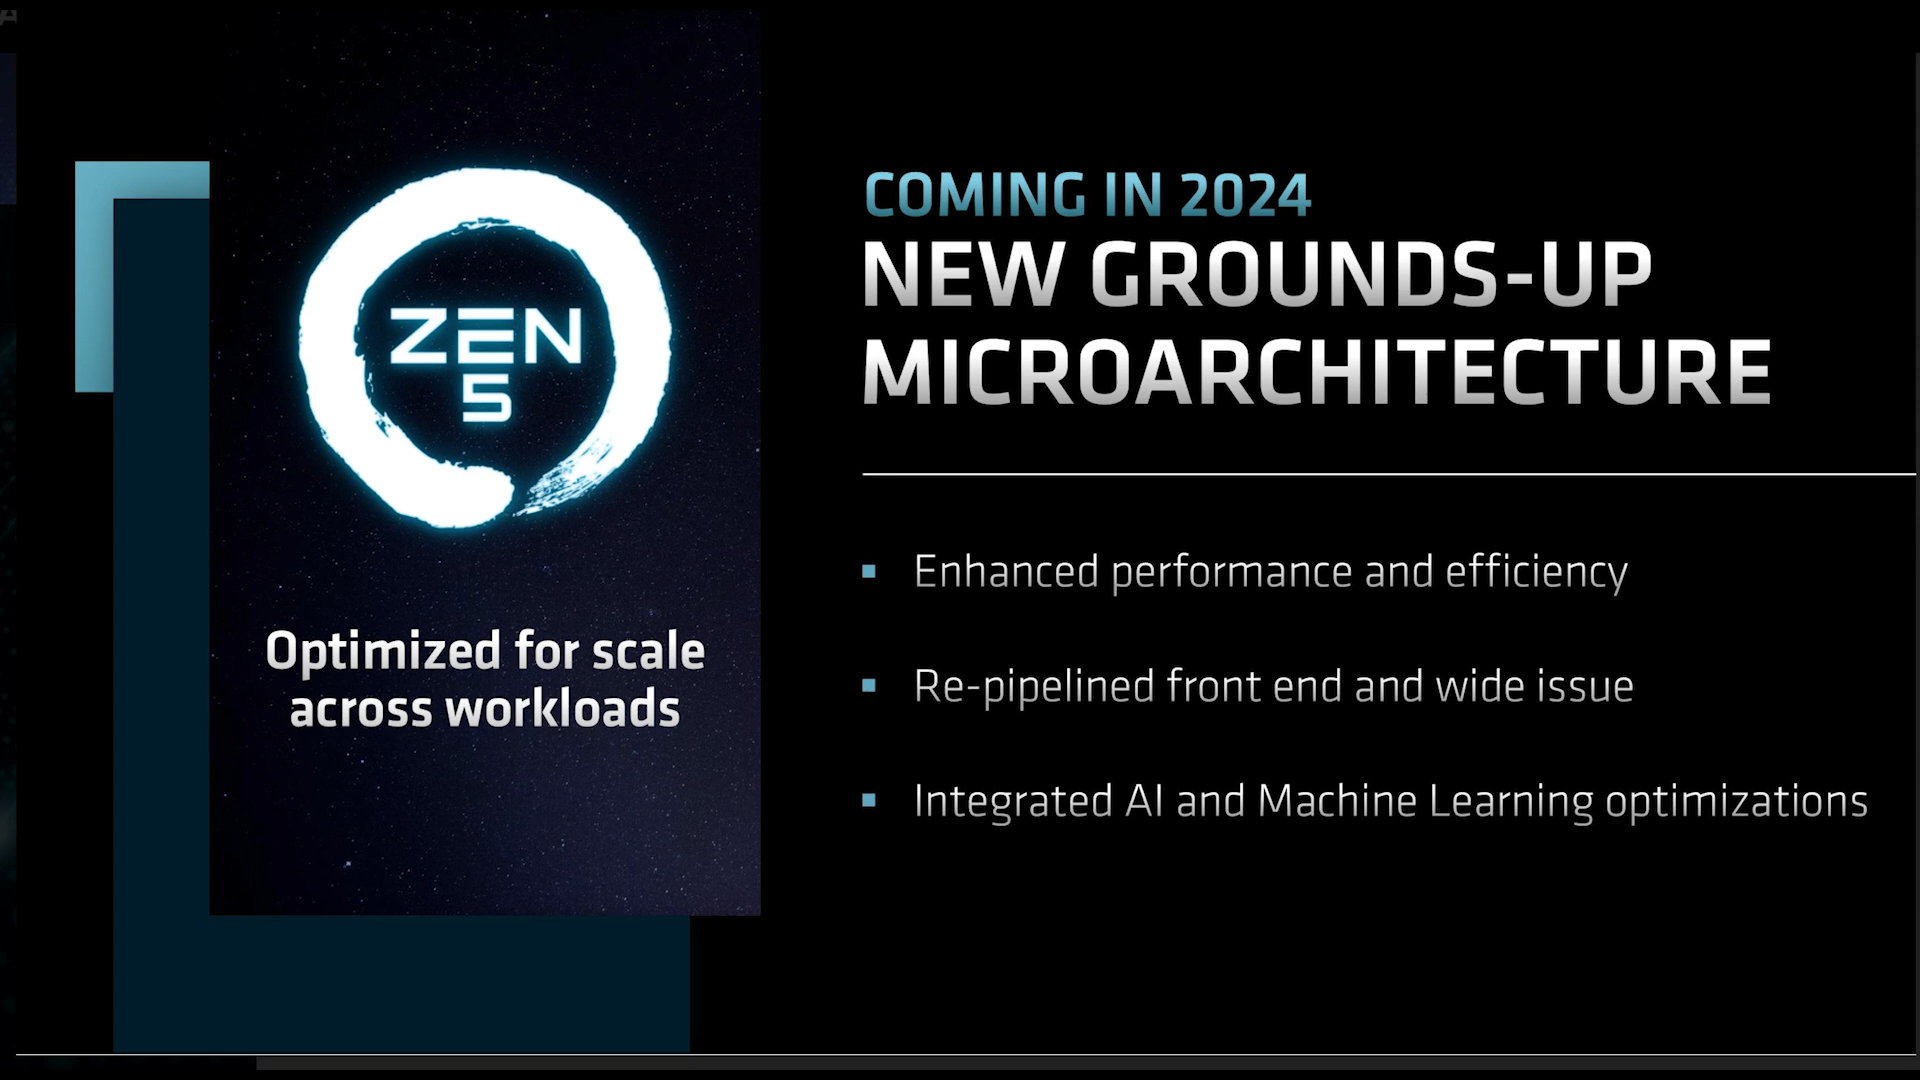 ZEN
5
Optimized for scale
across workloads
COMING IN 2024
NEW GROUNDS-UP
MICROARCHITECTURE
Enhanced performance and efficiency
Re-pipelined front end and wide issue
Integrated AI and Machine Learning optimizations